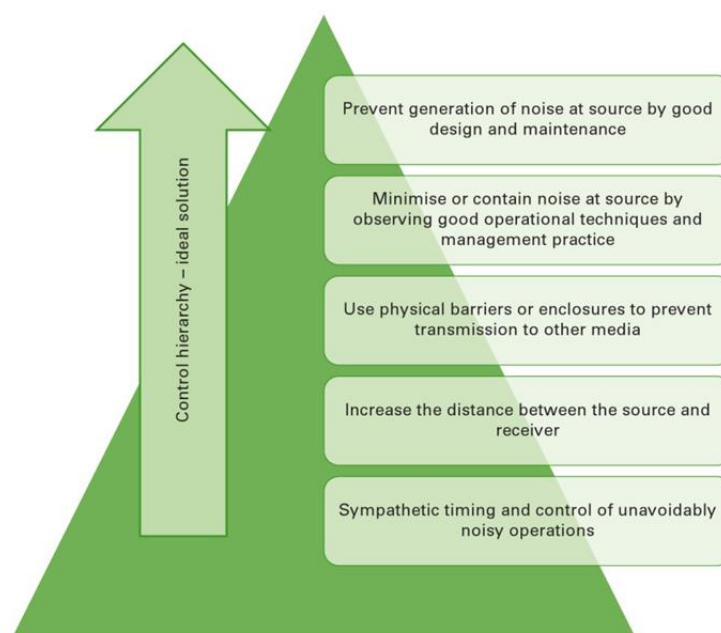 Control hierarchy – ideal solution
Prevent generation of noise at source by good
design and maintenance
Minimise or contain noise at source by
observing good operational techniques and
management practice
Use physical barriers or enclosures to prevent
transmission to other media
Increase the distance between the source and
receiver
Sympathetic timing and control of unavoidably
noisy operations